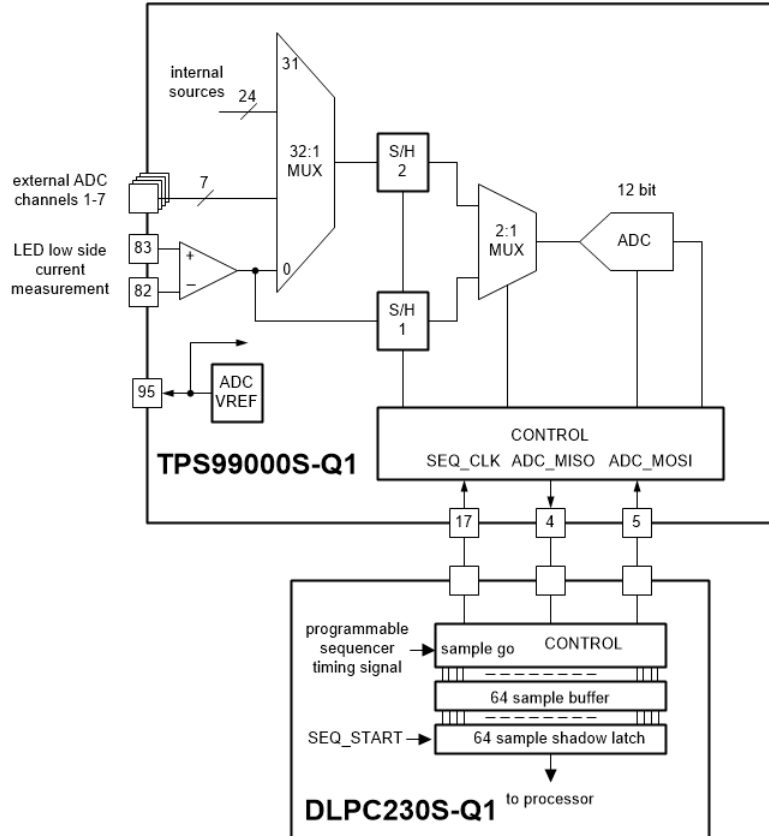 31
internal
sources
24
32:1
MUX
S/H
2
external ADC
channels 1-7
7
12 bit
2:1
MUX
ADC
LED low side
current
measurement
83
82
+
−
0
S/H
1
95
ADC
VREF
CONTROL
SEQ_CLK ADC_MISO ADC_MOSI
TPS99000S-Q1
17
4
5
programmable
sequencer
timing signal
sample go
CONTROL
64 sample buffer
SEQ_START
64 sample shadow latch
to processor
DLPC230S-Q1